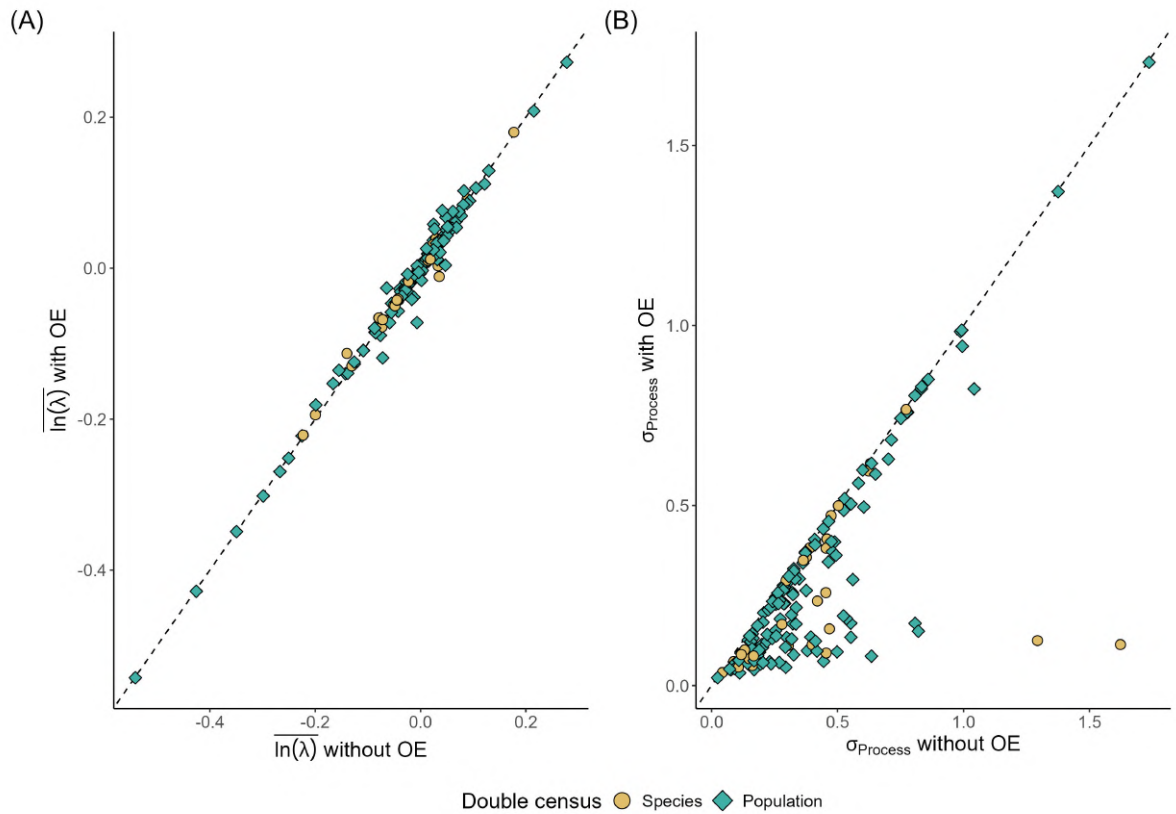 (A)
(B)
0.2
0.0
-0.2
-0.4
ln(λ) with OE
-0.4 -0.2 0.0 0.2
ln(λ) without OE
1.5
1.0
0.5
0.0
σProcess with OE
0.0 0.5 1.0 1.5
σProcess without OE
Double census Species Population